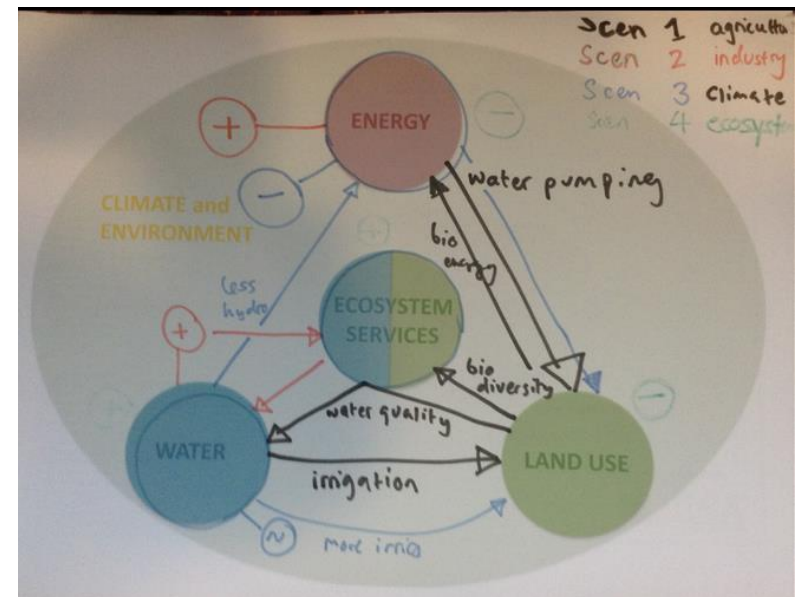 Scen 1 agricultu
Scen 2 industry
Scen 3 Climate
Scen 4 ecosyst
ENERGY
+
-
-
water pumping
CLIMATE and
ENVIRONMENT
+
bio
energy
less
hydro
ECOSYSTEM
SERVICES
+
bio
diversity
-
water quality
WATER
LAND USE
irrigation
~
more irrig